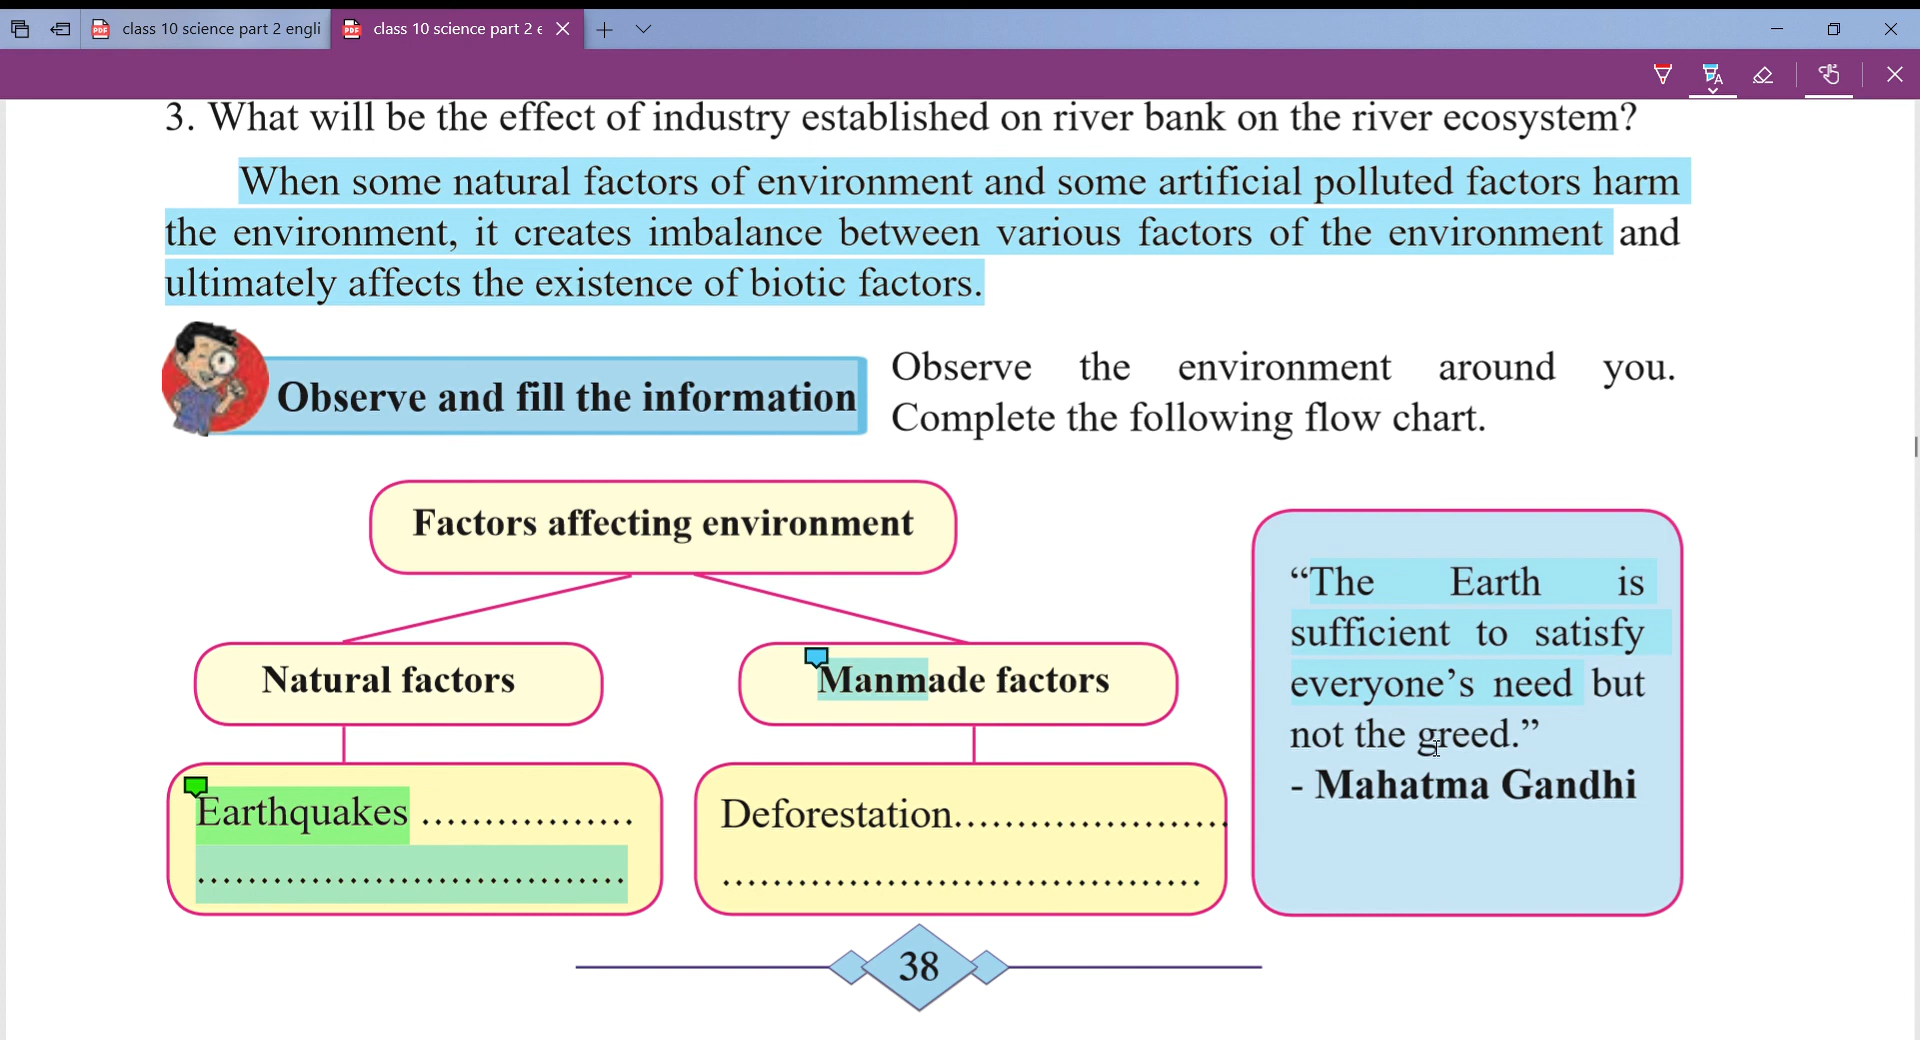 class 10 science part 2 engli
class 10 science part 2 e
3. What will be the effect of industry established on river bank on the river ecosystem?
When some natural factors of environment and some artificial polluted factors harm
the environment, it creates imbalance between various factors of the environment and
ultimately affects the existence of biotic factors.
Observe and fill the information
Observe the environment around you.
Complete the following flow chart.
Factors affecting environment
Natural factors
Manmade factors
Earthquakes .................
..................................
Deforestation......................
......................................
“The Earth is
sufficient to satisfy
everyone’s need but
not the greed.”
- Mahatma Gandhi
38